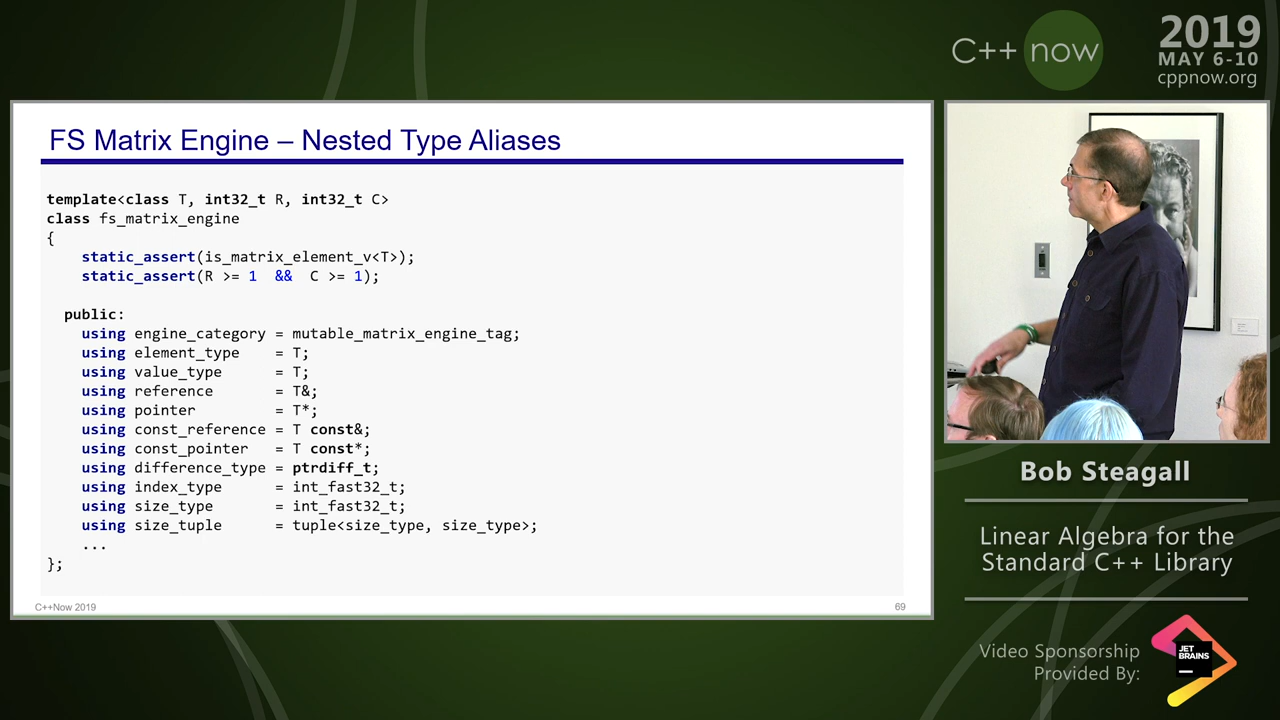 C++ now
2019
MAY 6-10
cppnow.org
FS Matrix Engine – Nested Type Aliases
template<class T, int32_t R, int32_t C>
class fs_matrix_engine
{
    static_assert(is_matrix_element_v<T>);
    static_assert(R >= 1  &&  C >= 1);
  public:
    using engine_category = mutable_matrix_engine_tag;
    using element_type    = T;
    using value_type      = T;
    using reference       = T&;
    using pointer         = T*;
    using const_reference = T const&;
    using const_pointer   = T const*;
    using difference_type = ptrdiff_t;
    using index_type      = int_fast32_t;
    using size_type       = int_fast32_t;
    using size_tuple      = tuple<size_type, size_type>;
    ...
};
C++Now 2019
69
Bob Steagall
Linear Algebra for the
Standard C++ Library
Video Sponsorship
Provided By:
JET
BRAINS